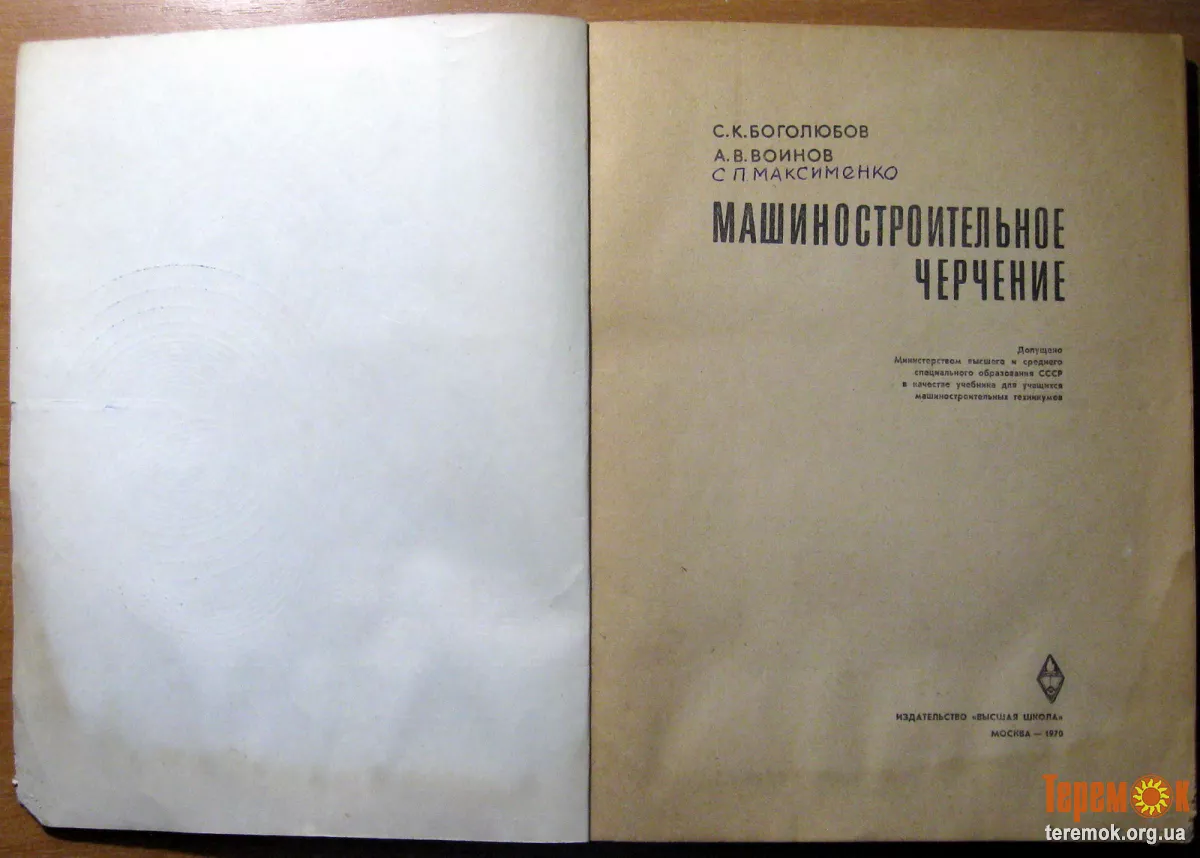 С.К.БОГОЛЮБОВ
А.В.ВОИНОВ
С П.МАКСИМЕНКО
МАШИНОСТРОИТЕЛЬНОЕ
ЧЕРЧЕНИЕ
Допущено
Министерством высшего и среднего
специального образования СССР
в качестве учебника для учащихся
машиностроительных техникумов
ИЗДАТЕЛЬСТВО «ВЫСШАЯ ШКОЛА»
МОСКВА — 1970
Теремок
teremok.org.ua